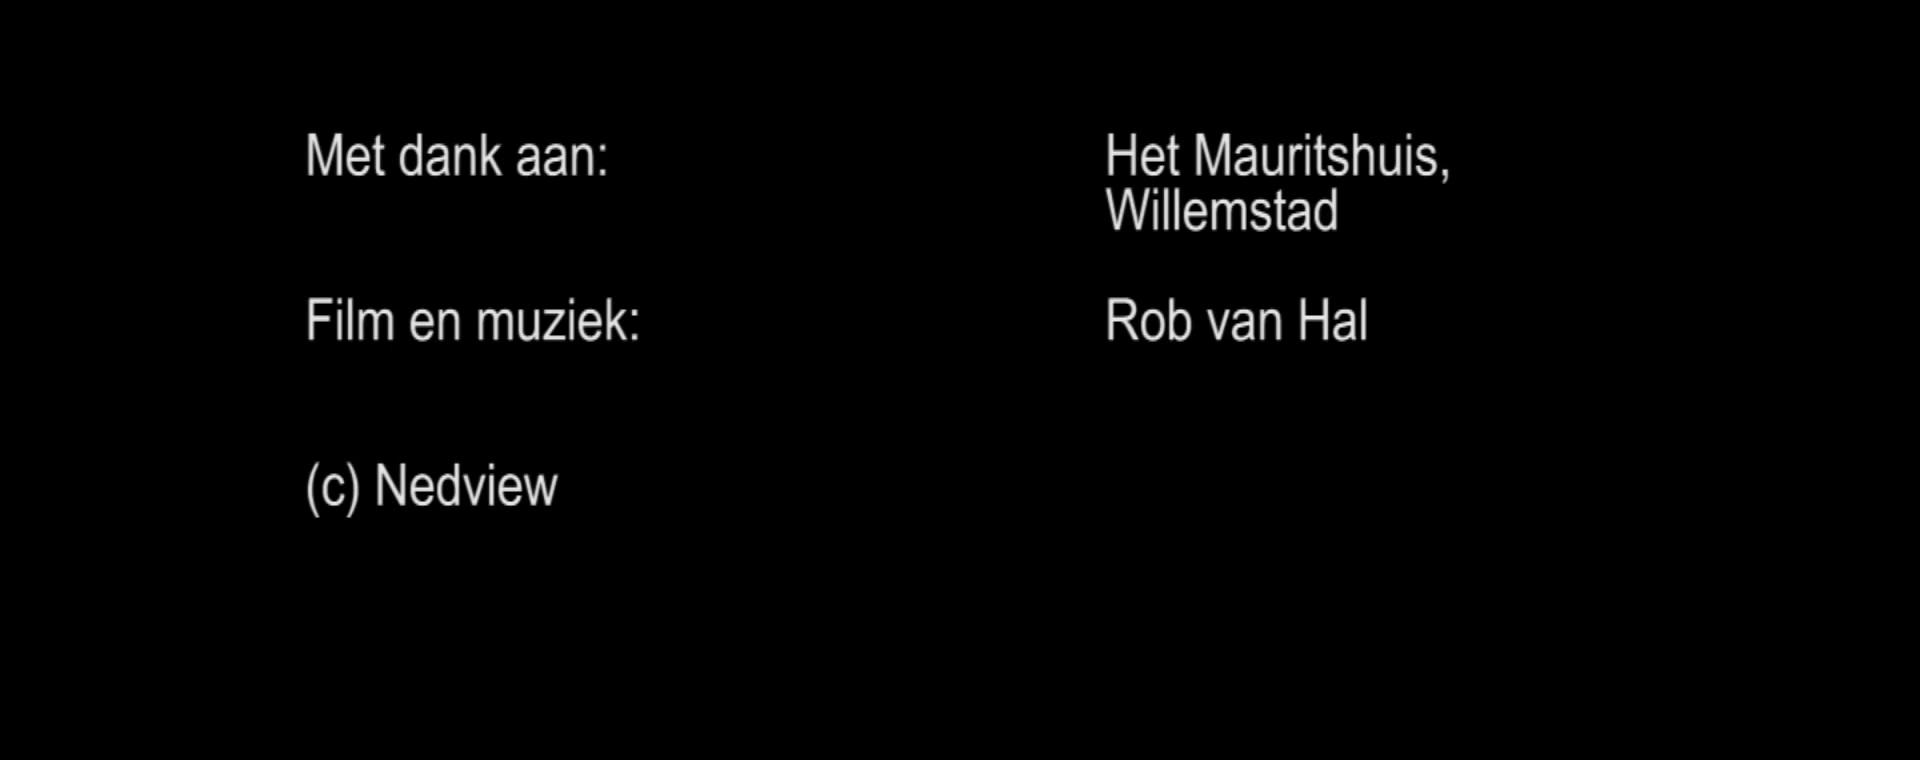 Met dank aan: Het Mauritshuis,
Willemstad
Film en muziek: Rob van Hal
(c) Nedview